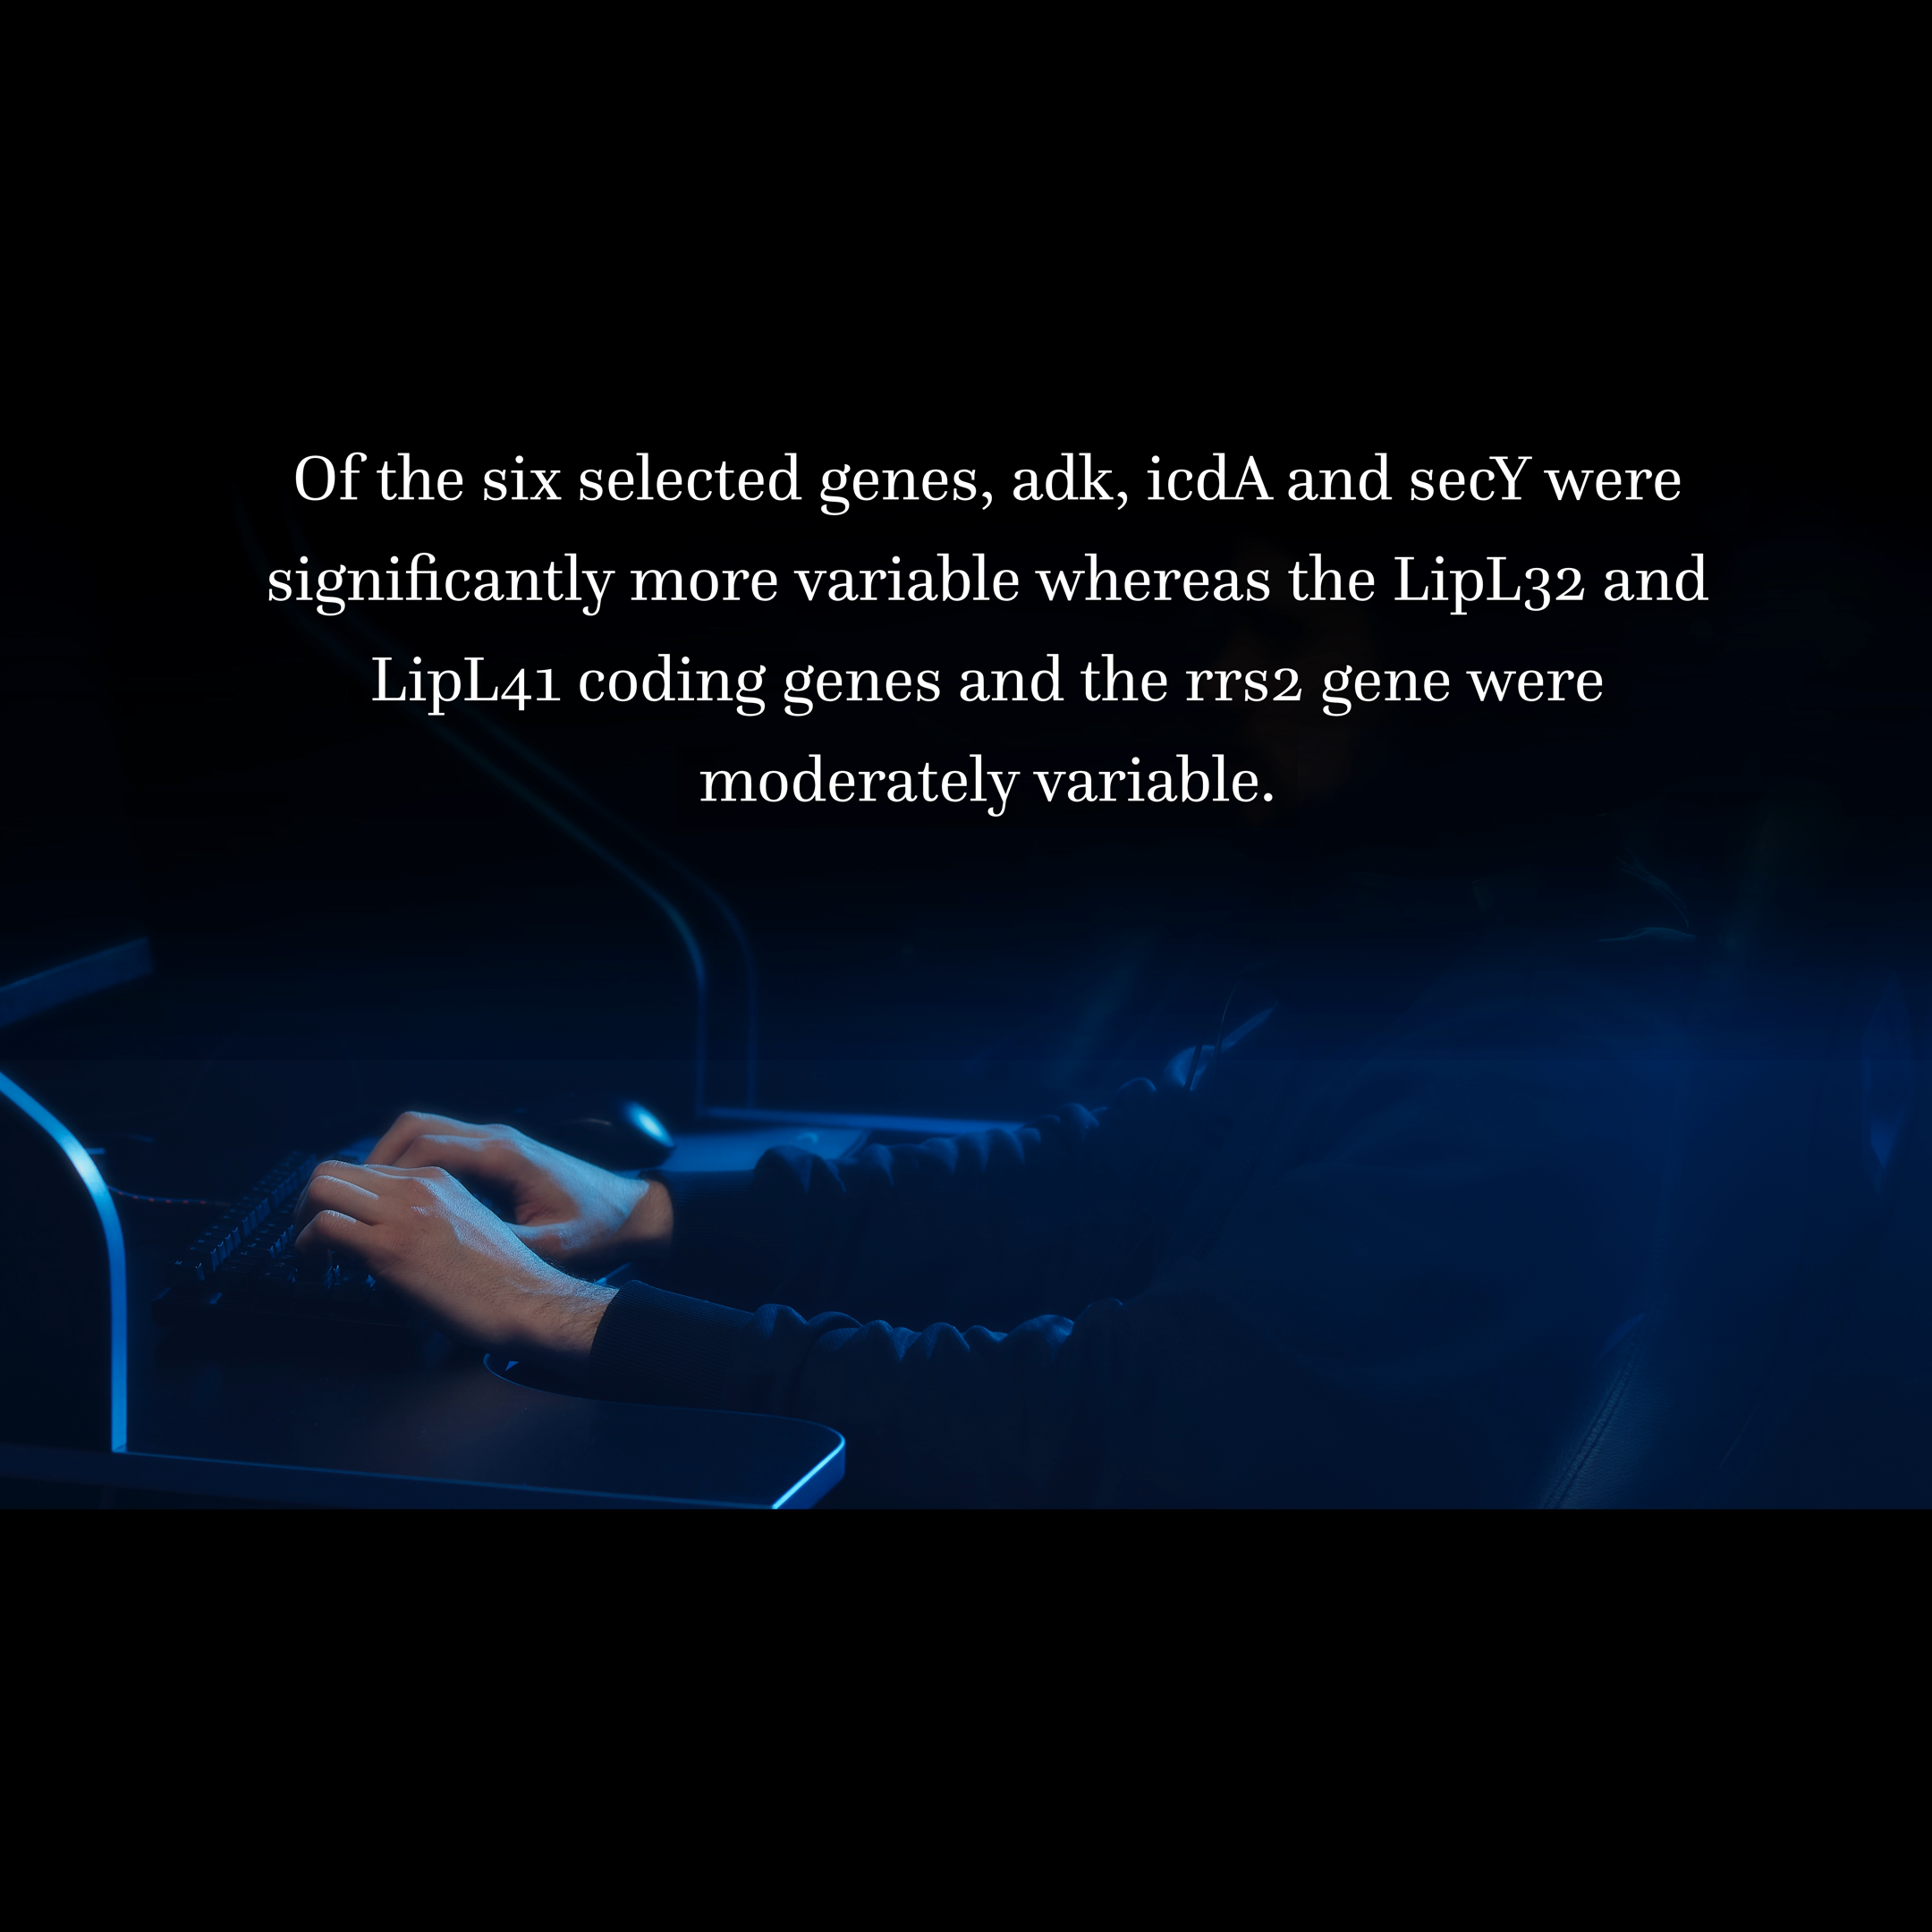 Of the six selected genes, adk, icdA and secY were
significantly more variable whereas the LipL32 and
LipL41 coding genes and the rrs2 gene were
moderately variable.